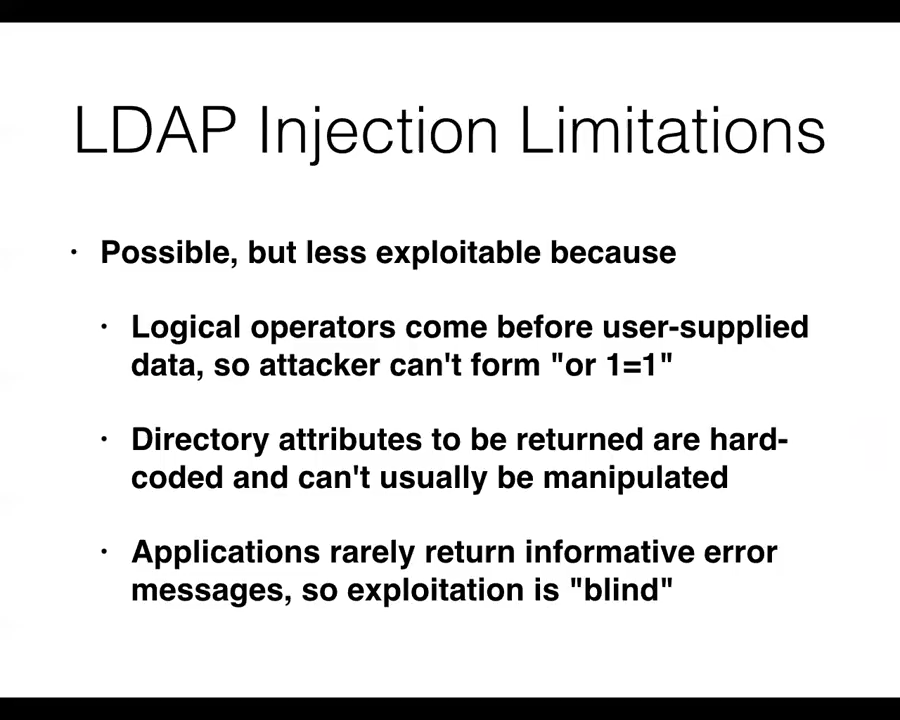 LDAP Injection Limitations
• Possible, but less exploitable because
• Logical operators come before user-supplied
data, so attacker can't form "or 1=1"
• Directory attributes to be returned are hard-
coded and can't usually be manipulated
• Applications rarely return informative error
messages, so exploitation is "blind"